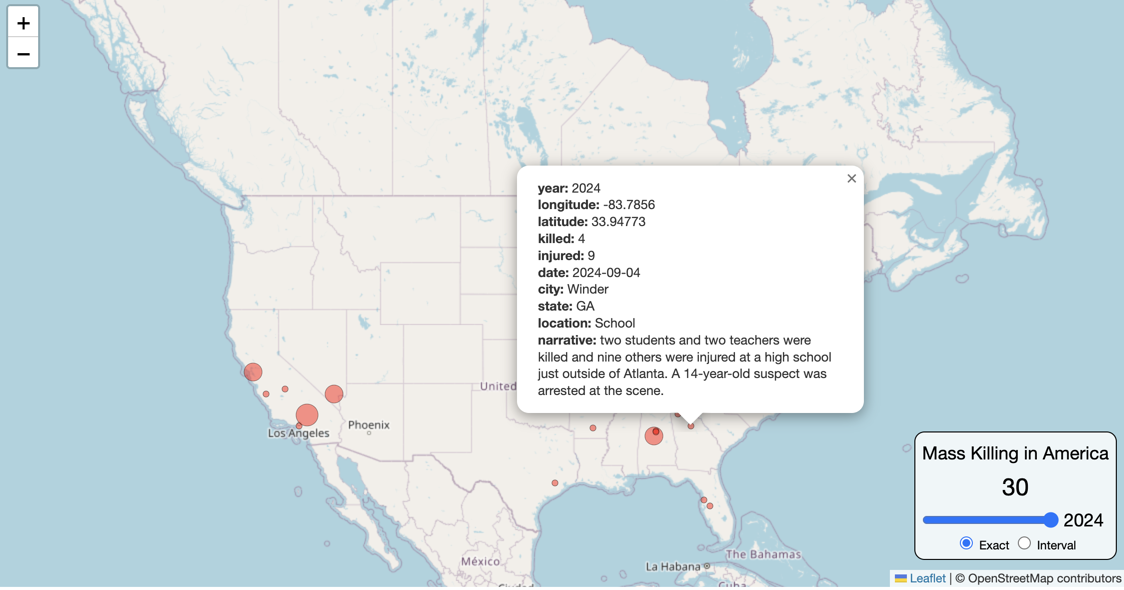 +
−
×
year: 2024
longitude: -83.7856
latitude: 33.94773
killed: 4
injured: 9
date: 2024-09-04
city: Winder
state: GA
location: School
narrative: two students and two teachers were
killed and nine others were injured at a high school
just outside of Atlanta. A 14-year-old suspect was
arrested at the scene.
United
Los Angeles
Phoenix
Mass Killing in America
30
2024
Exact
Interval
México
La Habana
The Bahamas
Leaflet | © OpenStreetMap contributors